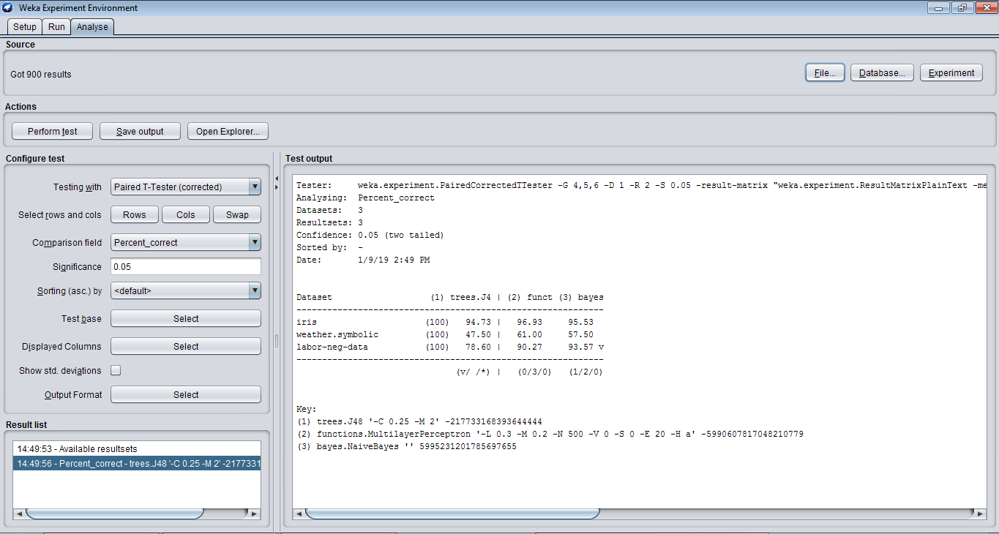 Weka Experiment Environment
Setup Run Analyse
Source
Got 900 results
File... Database... Experiment
Actions
Perform test Save output Open Explorer...
Configure test
Testing with Paired T-Tester (corrected)
Select rows and cols Rows Cols Swap
Comparison field Percent_correct
Significance 0.05
Sorting (asc.) by <default>
Test base Select
Displayed Columns Select
Show std. deviations
Output Format Select
Result list
14:49:53 - Available resultsets
14:49:56 - Percent_correct - trees.J48 '-C 0.25 -M 2' -2177331
Test output
Tester: weka.experiment.PairedCorrectedTTester -G 4,5,6 -D 1 -R 2 -S 0.05 -result-matrix "weka.experiment.ResultMatrixPlainText -me
Analysing: Percent_correct
Datasets: 3
Resultsets: 3
Confidence: 0.05 (two tailed)
Sorted by: -
Date: 1/9/19 2:49 PM
Dataset (1) trees.J4 | (2) funct (3) bayes
------------------------------------------------------------
iris (100) 94.73 | 96.93 95.53
weather.symbolic (100) 47.50 | 61.00 57.50
labor-neg-data (100) 78.60 | 90.27 93.57 v
------------------------------------------------------------
(v/ /*) | (0/3/0) (1/2/0)
Key:
(1) trees.J48 '-C 0.25 -M 2' -217733168393644444
(2) functions.MultilayerPerceptron '-L 0.3 -M 0.2 -N 500 -V 0 -S 0 -E 20 -H a' -5990607817048210779
(3) bayes.NaiveBayes '' 5995231201785697655